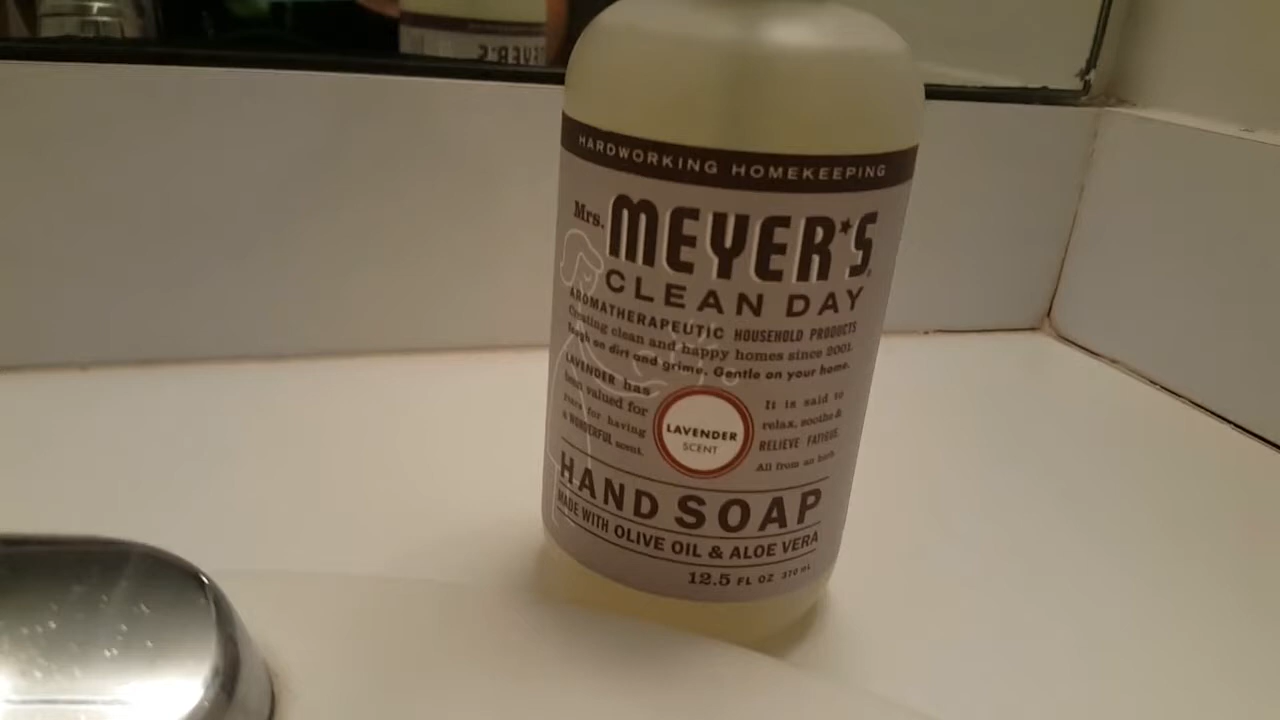 MEYER'S
HARDWORKING HOMEKEEPING
Mrs. MEYER'S
CLEAN DAY
AROMATHERAPEUTIC HOUSEHOLD PRODUCTS
Creating clean and happy homes since 2001.
tough on dirt and grime. Gentle on your home.
LAVENDER has
been valued for
years for having
a WONDERFUL scent.
LAVENDER
SCENT
It is said to
relax, soothe &
RELIEVE FATIGUE
All from an herb
HAND SOAP
MADE WITH OLIVE OIL & ALOE VERA
12.5 FL OZ 370 mL